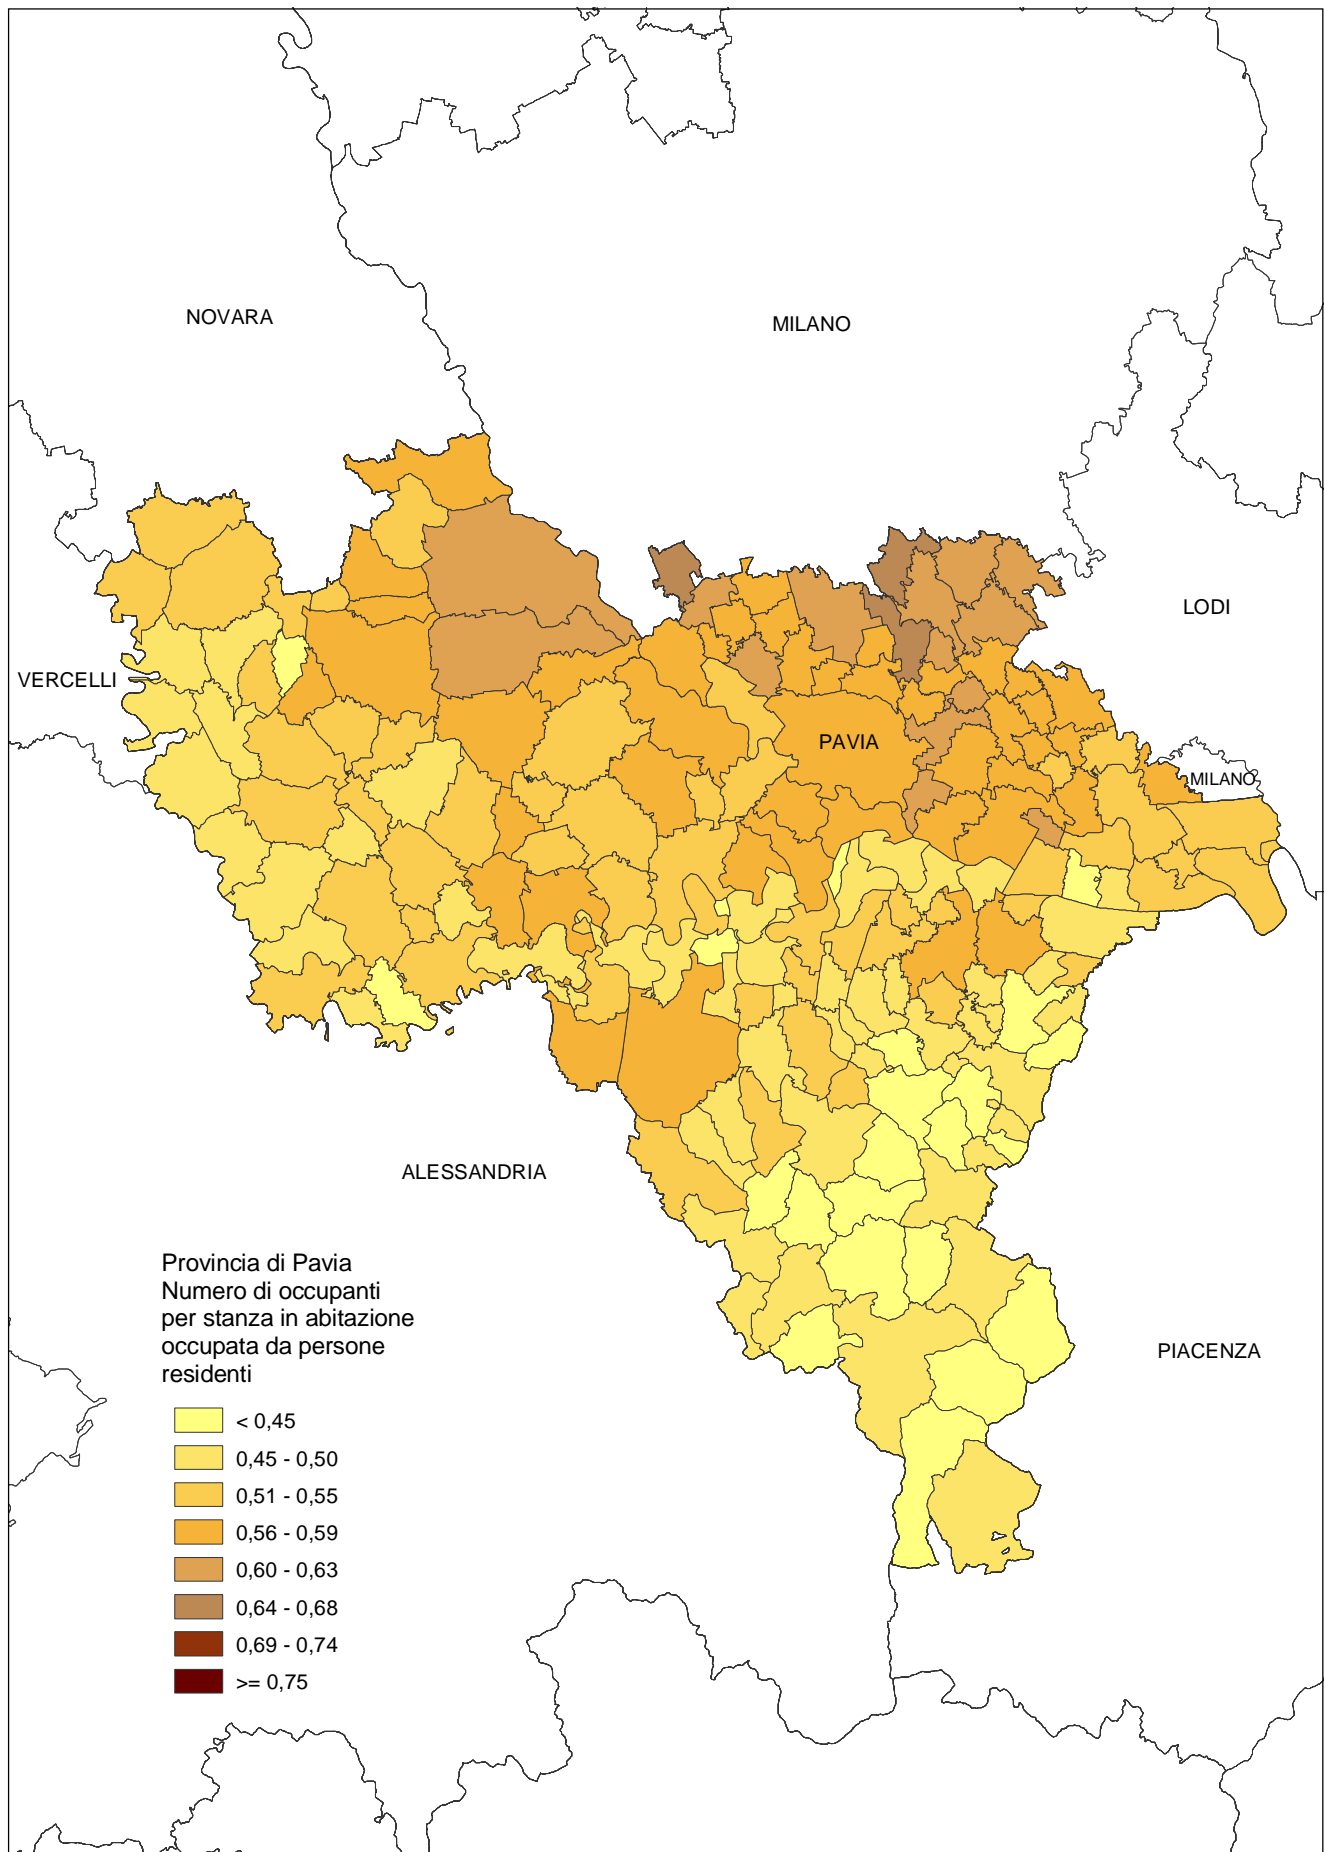 NOVARA
MILANO
LODI
VERCELLI
PAVIA
MILANO
ALESSANDRIA
PIACENZA
Provincia di Pavia
Numero di occupanti
per stanza in abitazione
occupata da persone
residenti
< 0,45
0,45 - 0,50
0,51 - 0,55
0,56 - 0,59
0,60 - 0,63
0,64 - 0,68
0,69 - 0,74
>= 0,75